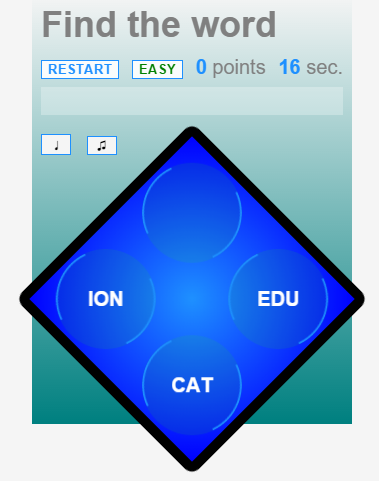 Find the word
RESTART EASY 0 points 16 sec.
♩ ♫
ION EDU
CAT